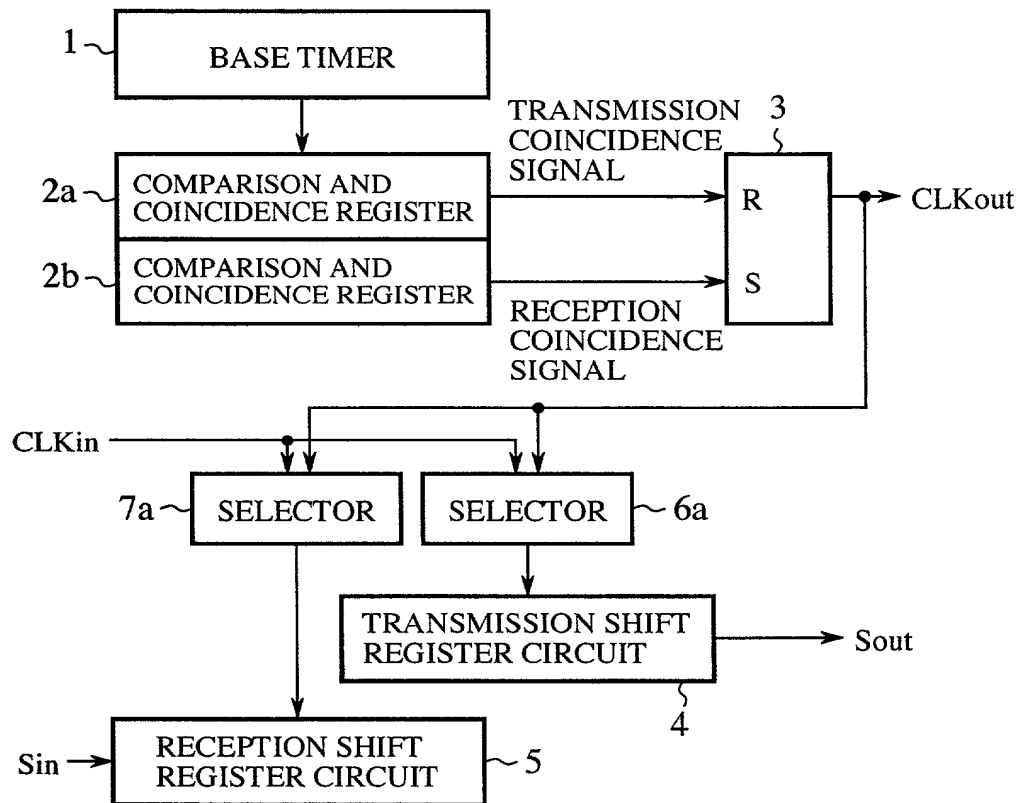 1
BASE TIMER
TRANSMISSION
COINCIDENCE
SIGNAL
3
2a
COMPARISON AND
COINCIDENCE REGISTER
R
CLKout
2b
COMPARISON AND
COINCIDENCE REGISTER
S
RECEPTION
COINCIDENCE
SIGNAL
CLKin
7a
SELECTOR
SELECTOR
6a
TRANSMISSION SHIFT
REGISTER CIRCUIT
Sout
4
Sin
RECEPTION SHIFT
REGISTER CIRCUIT
5